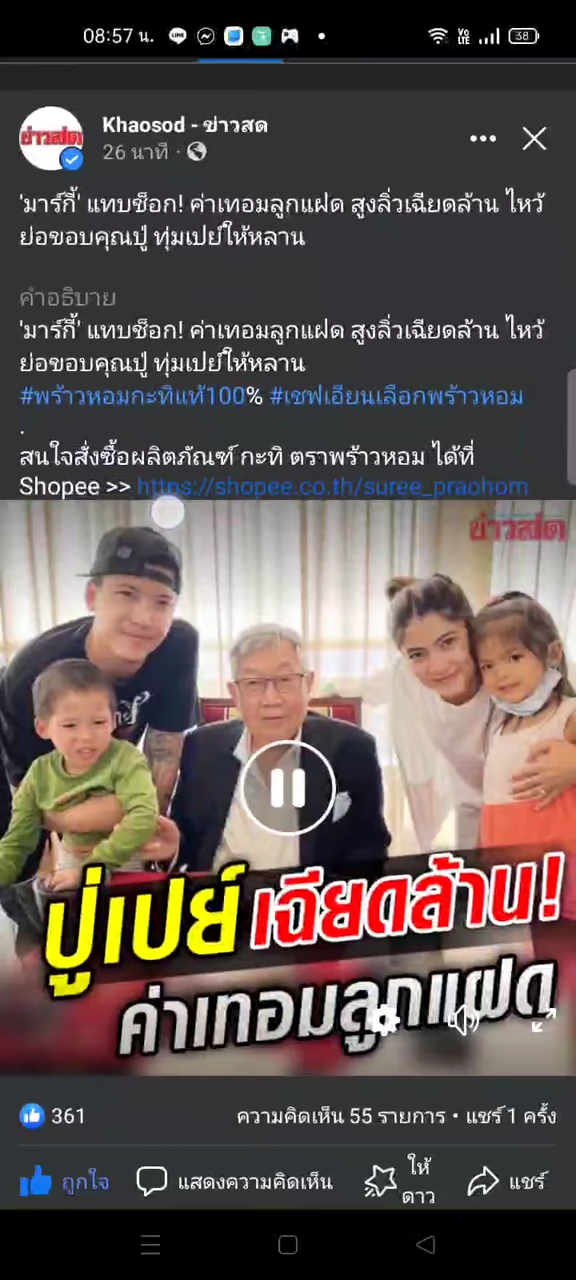 08:57 น.
VO LTE
38
ข่าวสด
Khaosod - ข่าวสด
26 นาที ·
'มาร์กี้' แทบช็อก! ค่าเทอมลูกแฝด สูงลิ่วเฉียดล้าน ไหว้
ย่อขอบคุณปู่ ทุ่มเปย์ให้หลาน
คำอธิบาย
'มาร์กี้' แทบช็อก! ค่าเทอมลูกแฝด สูงลิ่วเฉียดล้าน ไหว้
ย่อขอบคุณปู่ ทุ่มเปย์ให้หลาน
#พร้าวหอมกะทิแท้100% #เชฟเอียนเลือกพร้าวหอม
.
สนใจสั่งซื้อผลิตภัณฑ์ กะทิ ตราพร้าวหอม ได้ที่
Shopee >> https://shopee.co.th/suree_praohom
ข่าวสด
ปู่เปย์ เฉียดล้าน!
ค่าเทอมลูกแฝด
361
ความคิดเห็น 55 รายการ • แชร์ 1 ครั้ง
ถูกใจ
แสดงความคิดเห็น
ให้
ดาว
แชร์